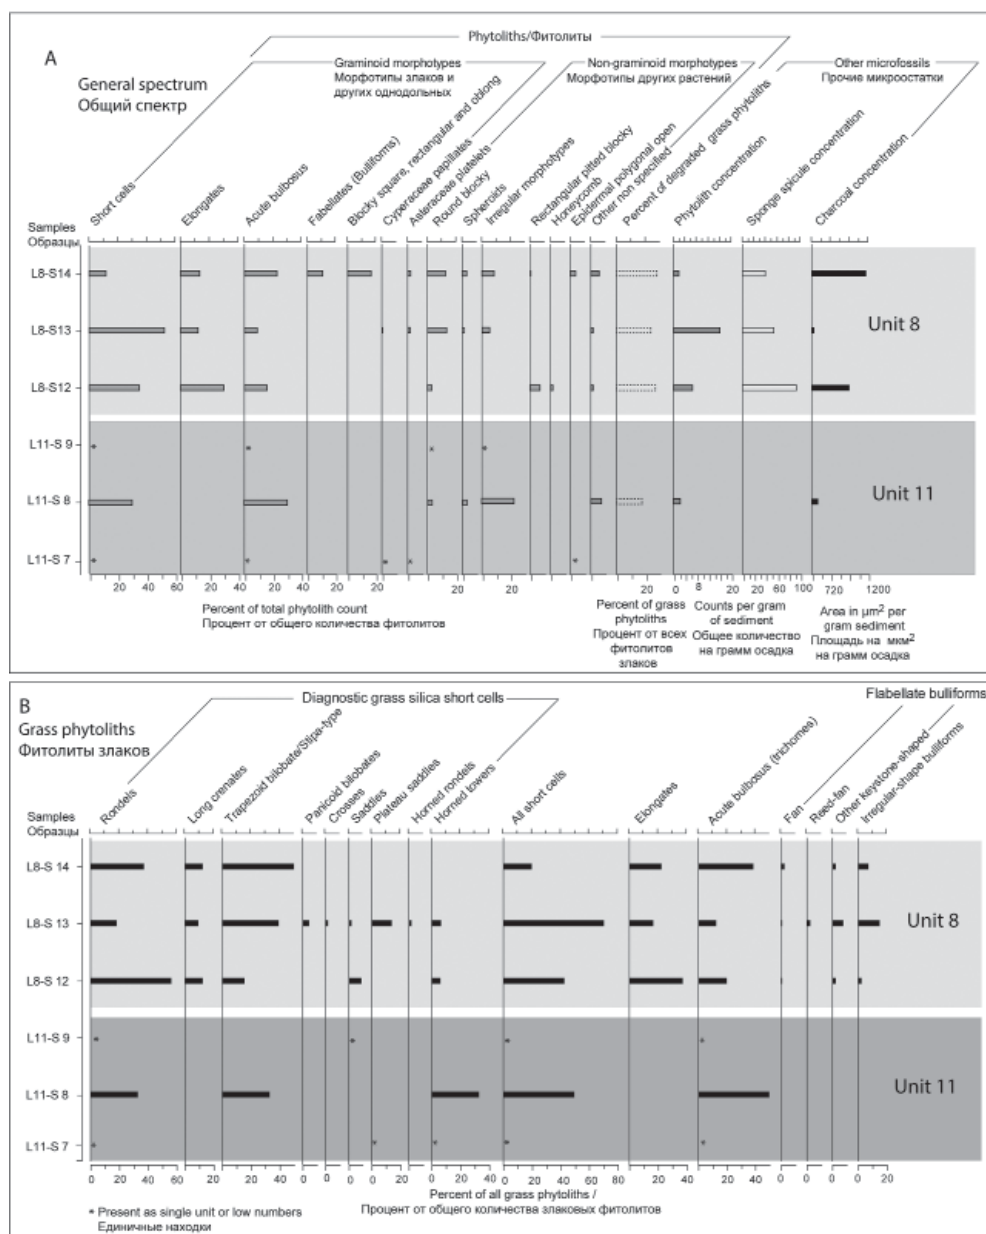 A
General spectrum
Общий спектр
Phytoliths/Фитолиты
Graminoid morphotypes
Морфотипы злаков и
других однодольных
Non-graminoid morphotypes
Морфотипы других растений
Other microfossils
Прочие микроостатки
Samples
Образцы
Short cells
Elongates
Acute bulbosus
Fabellates (Bulliforms)
Blocky square, rectangular and oblong
Cyperaceae papillates
Asteraceae platelets
Round blocky
Spheroids
Irregular morphotypes
Rectangular pitted blocky
Honeycomb
Epidermal polygonal open
Other non specified
Percent of degraded grass phytoliths
Phytolith concentration
Sponge spicule concentration
Charcoal concentration
L8-S14
L8-S13
Unit 8
L8-S12
L11-S 9
L11-S 8
Unit 11
L11-S 7
20 40 60 20 40 20 40 20 20 20 20 20 20 0 8 20 20 60 100 720 1200
Percent of total phytolith count
Процент от общего количества фитолитов
Percent of grass
phytoliths
Процент от всех
фитолитов
злаков
Counts per gram
of sediment
Общее количество
на грамм осадка
Area in µm² per
gram sediment
Площадь на мкм²
на грамм осадка
B
Grass phytoliths
Фитолиты злаков
Diagnostic grass silica short cells
Flabellate bulliforms
Samples
Образцы
Rondels
Long crenates
Trapezoid bilobate/Stipa-type
Panicoid bilobates
Crosses
Saddles
Plateau saddles
Horned rondels
Horned lowers
All short cells
Elongates
Acute bulbosus (trichomes)
Fan
Reed-fan
Other keystone-shaped
Irregular-shape bulliforms
L8-S 14
L8-S 13
Unit 8
L8-S 12
L11-S 9
L11-S 8
Unit 11
L11-S 7
0 20 40 60 0 20 0 20 40 0 0 0 0 20 0 0 20 40 0 20 40 60 80 0 20 40 0 20 40 0 0 0 0 20
Percent of all grass phytoliths /
Процент от общего количества злаковых фитолитов
* Present as single unit or low numbers
Единичные находки